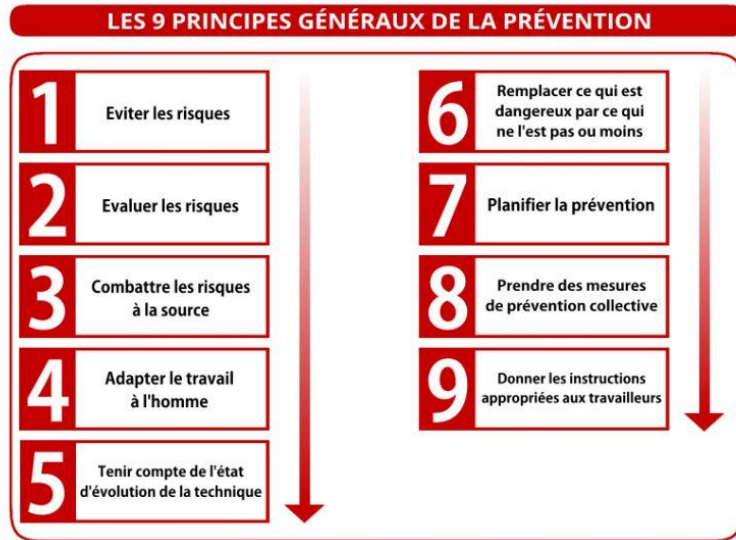 LES 9 PRINCIPES GÉNÉRAUX DE LA PRÉVENTION
1
Eviter les risques
2
Evaluer les risques
3
Combattre les risques
à la source
4
Adapter le travail
à l'homme
5
Tenir compte de l'état
d'évolution de la technique
6
Remplacer ce qui est
dangereux par ce qui
ne l'est pas ou moins
7
Planifier la prévention
8
Prendre des mesures
de prévention collective
9
Donner les instructions
appropriées aux travailleurs